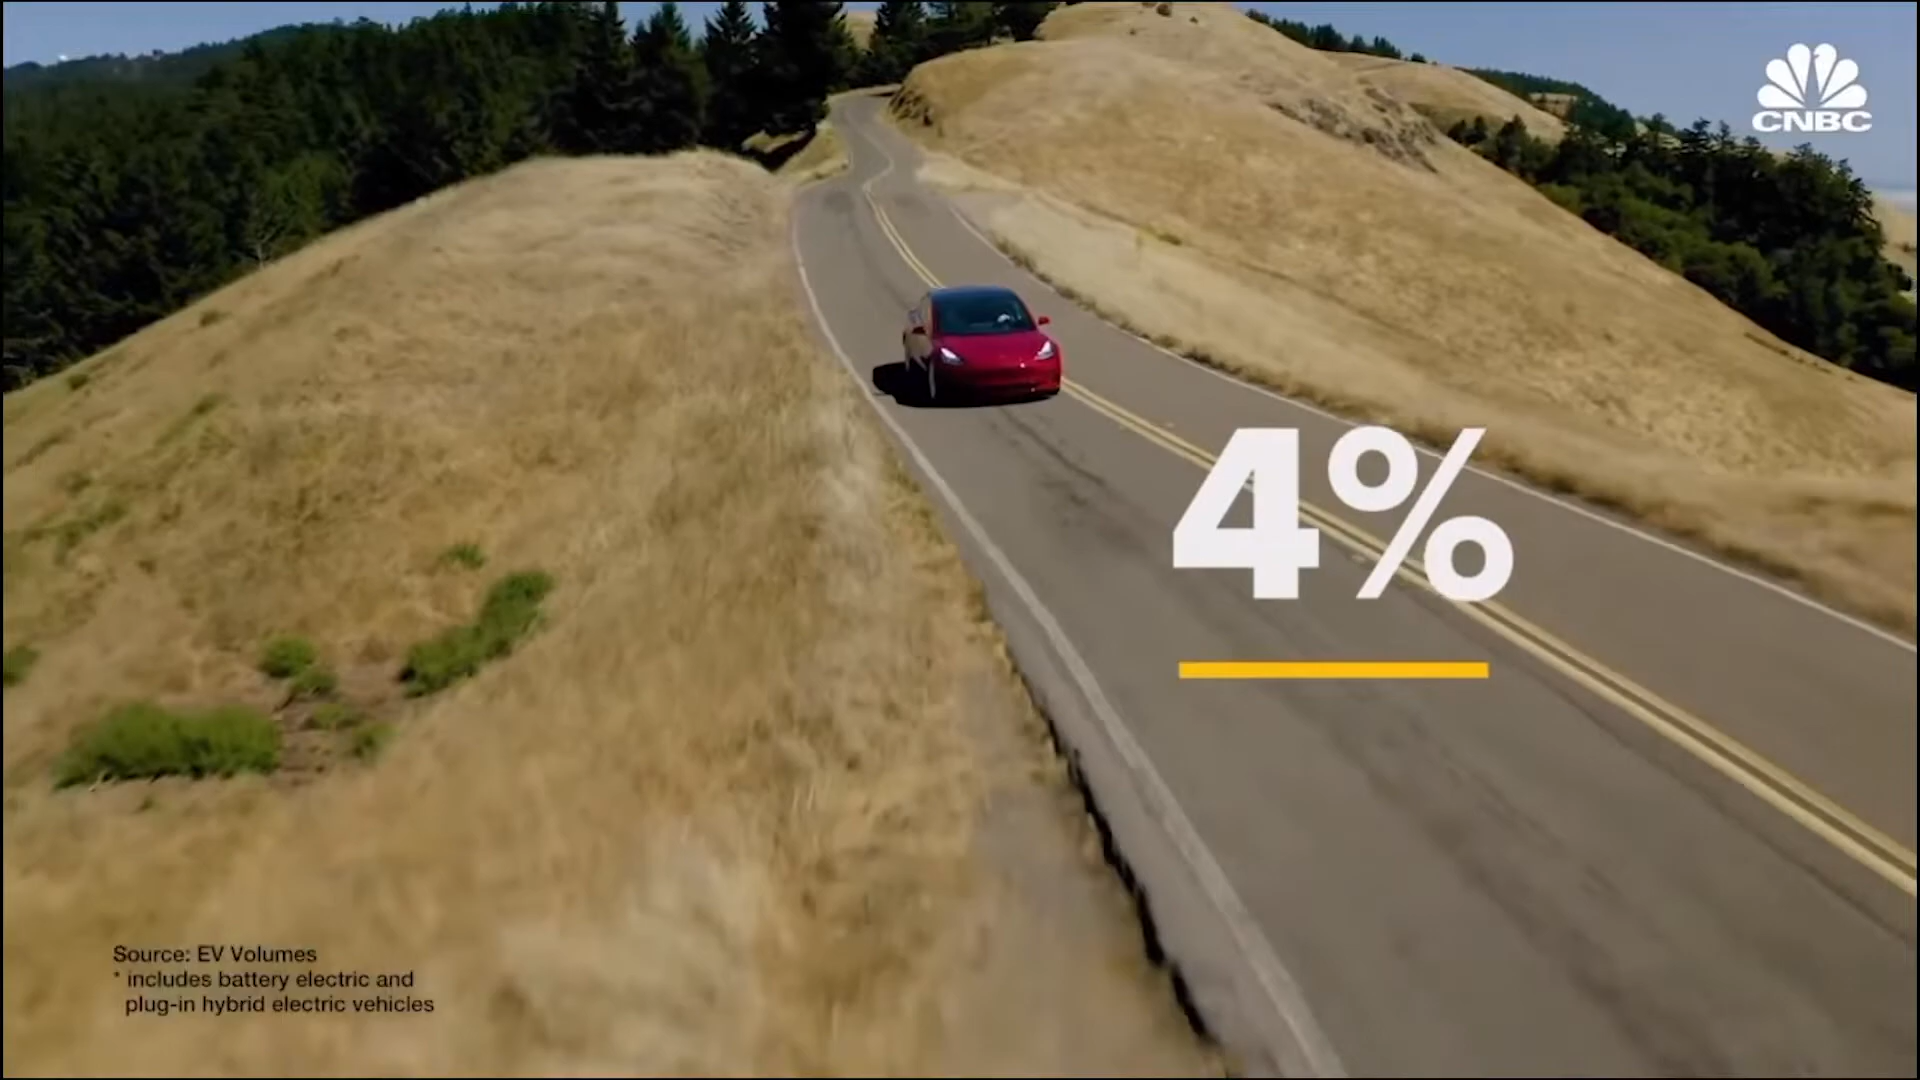 CNBC
4%
Source: EV Volumes
* includes battery electric and
plug-in hybrid electric vehicles